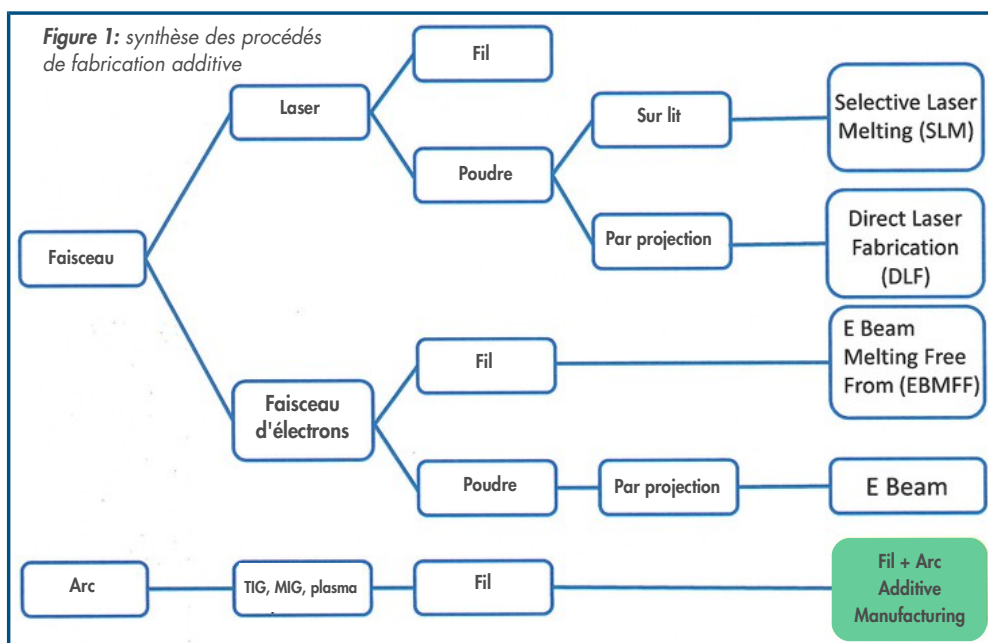 Figure 1: synthèse des procédés
de fabrication additive
Fil
Laser
Sur lit
Selective Laser
Melting (SLM)
Poudre
Par projection
Direct Laser
Fabrication
(DLF)
Faisceau
Fil
E Beam
Melting Free
From (EBMFF)
Faisceau
d'électrons
Poudre
Par projection
E Beam
Arc
TIG, MIG, plasma
Fil
Fil + Arc
Additive
Manufacturing